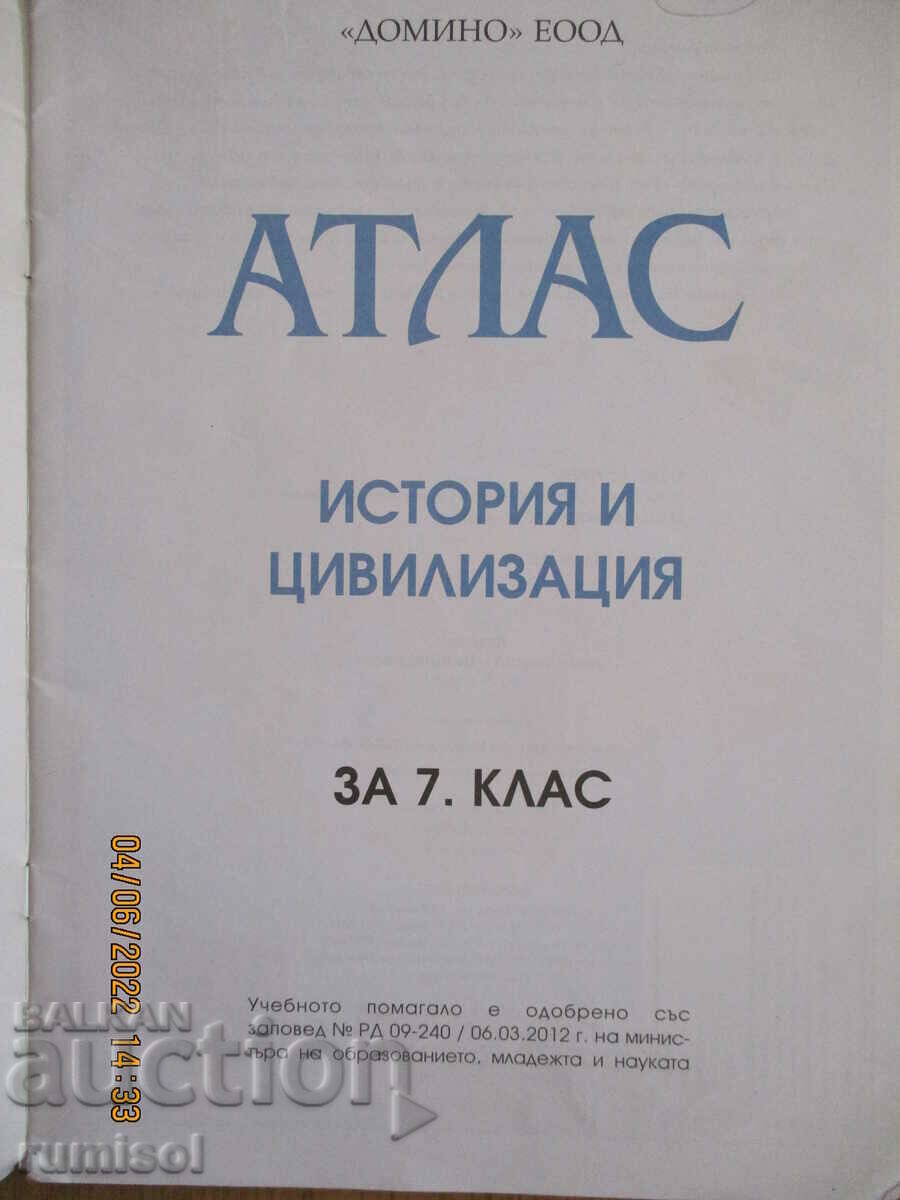 «ДОМИНО» ЕООД
АТЛАС
ИСТОРИЯ И
ЦИВИЛИЗАЦИЯ
ЗА 7. КЛАС
Учебното помагало е одобрено със
заповед № РД 09-240 / 06.03.2012 г. на минис-
търа на образованието, младежта и науката
04/06/2022 14:33
BALKAN
auction
rumisol